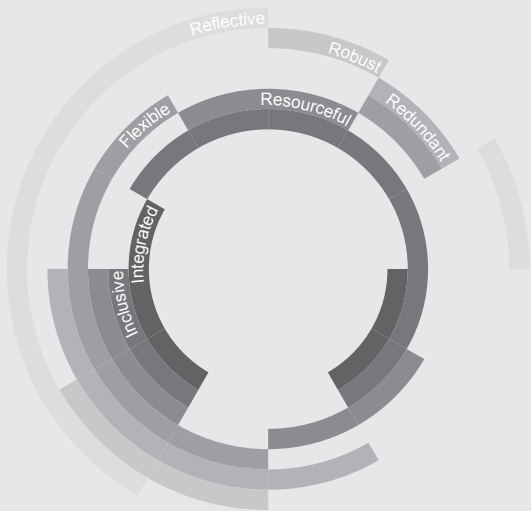 Reflective
Robust
Redundant
Resourceful
Flexible
Integrated
Inclusive